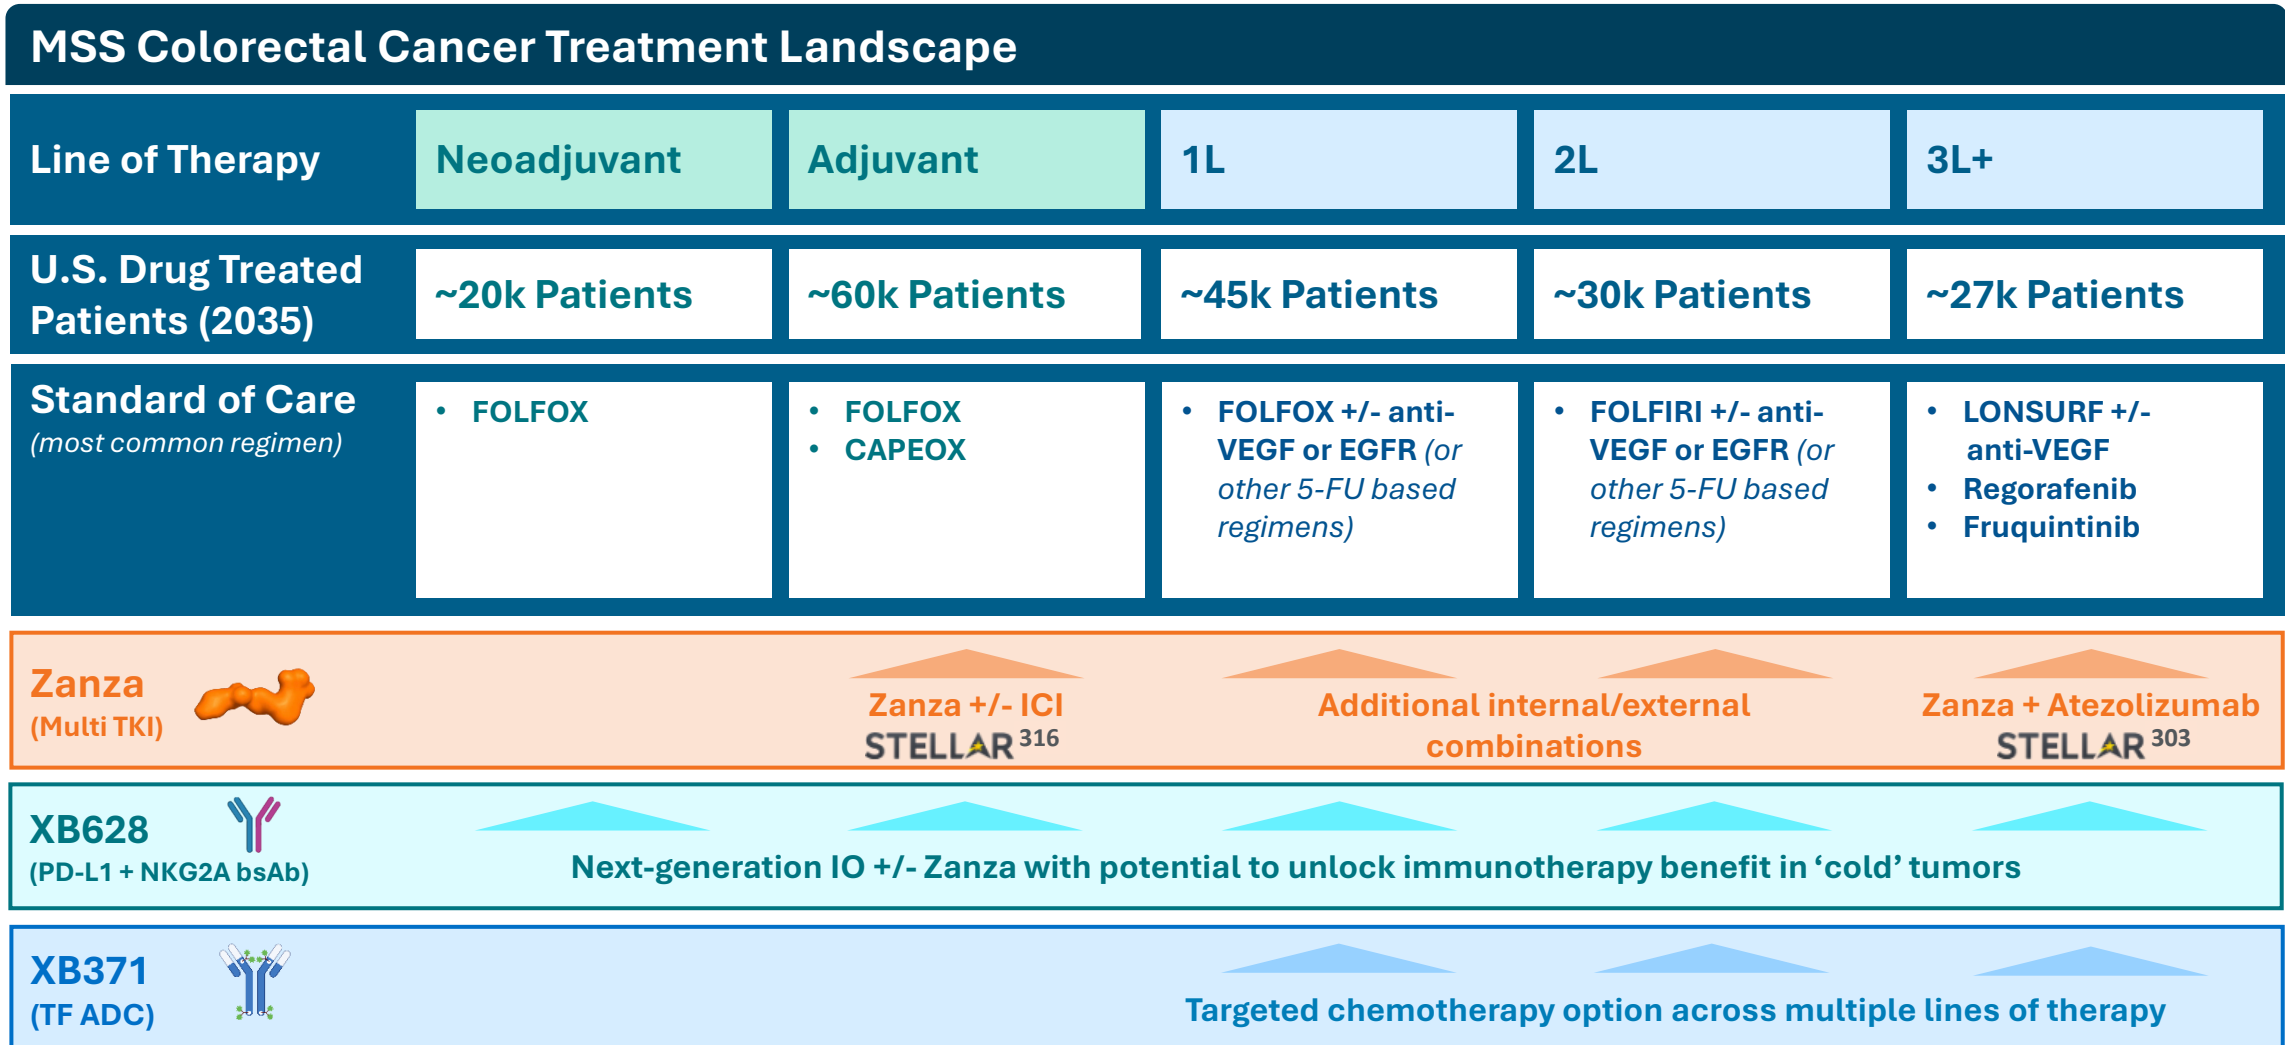 MSS Colorectal Cancer Treatment Landscape
Line of Therapy
Neoadjuvant
Adjuvant
1L
2L
3L+
U.S. Drug Treated
Patients (2035)
~20k Patients
~60k Patients
~45k Patients
~30k Patients
~27k Patients
Standard of Care
(most common regimen)
• FOLFOX
• FOLFOX
• CAPEOX
• FOLFOX +/- anti-
VEGF or EGFR (or
other 5-FU based
regimens)
• FOLFIRI +/- anti-
VEGF or EGFR (or
other 5-FU based
regimens)
• LONSURF +/-
anti-VEGF
• Regorafenib
• Fruquintinib
Zanza
(Multi TKI)
Zanza +/- ICI
STELLAR 316
Additional internal/external
combinations
Zanza + Atezolizumab
STELLAR 303
XB628
(PD-L1 + NKG2A bsAb)
Next-generation IO +/- Zanza with potential to unlock immunotherapy benefit in ‘cold’ tumors
XB371
(TF ADC)
Targeted chemotherapy option across multiple lines of therapy